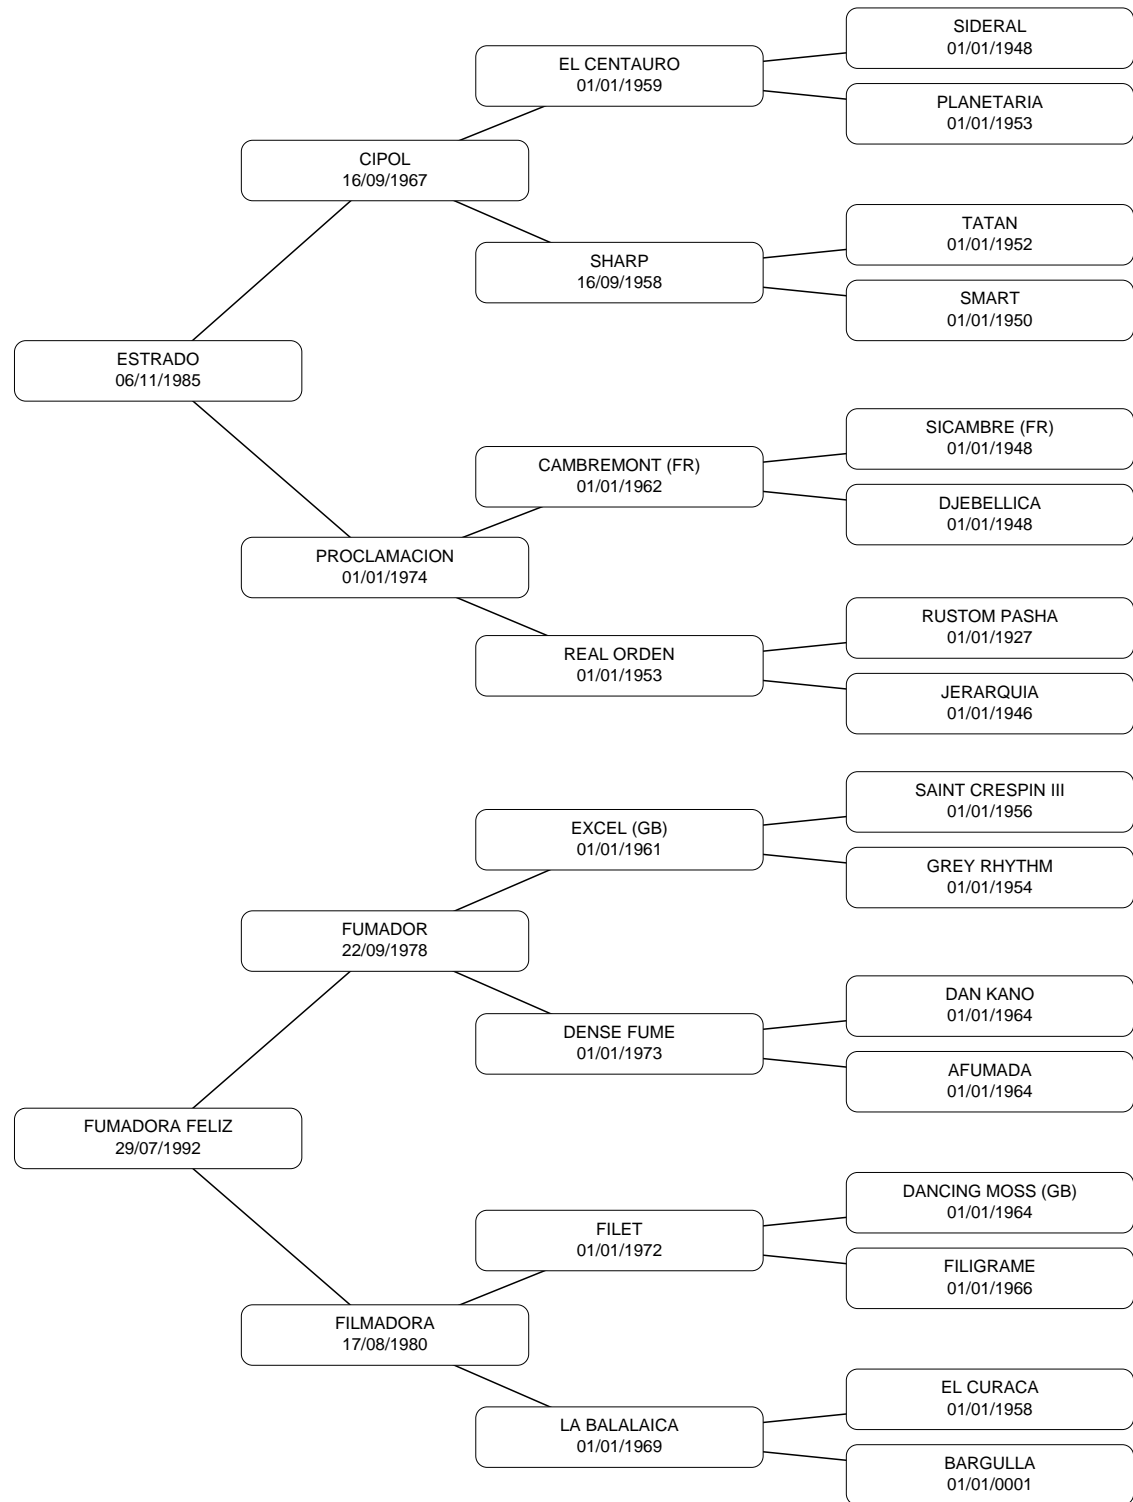 SIDERAL
01/01/1948
EL CENTAURO
01/01/1959
PLANETARIA
01/01/1953
CIPOL
16/09/1967
TATAN
01/01/1952
SHARP
16/09/1958
SMART
01/01/1950
ESTRADO
06/11/1985
SICAMBRE (FR)
01/01/1948
CAMBREMONT (FR)
01/01/1962
DJEBELLICA
01/01/1948
PROCLAMACION
01/01/1974
RUSTOM PASHA
01/01/1927
REAL ORDEN
01/01/1953
JERARQUIA
01/01/1946
SAINT CRESPIN III
01/01/1956
EXCEL (GB)
01/01/1961
GREY RHYTHM
01/01/1954
FUMADOR
22/09/1978
DAN KANO
01/01/1964
DENSE FUME
01/01/1973
AFUMADA
01/01/1964
FUMADORA FELIZ
29/07/1992
DANCING MOSS (GB)
01/01/1964
FILET
01/01/1972
FILIGRAME
01/01/1966
FILMADORA
17/08/1980
EL CURACA
01/01/1958
LA BALALAICA
01/01/1969
BARGULLA
01/01/0001